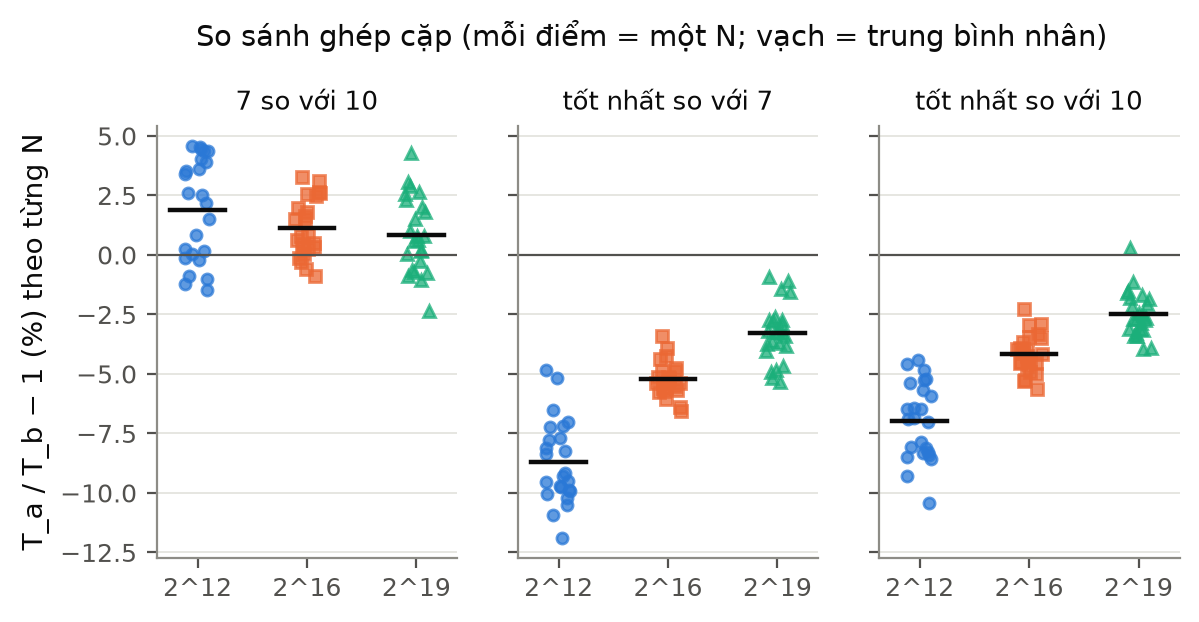 So sánh ghép cặp (mỗi điểm = một N; vạch = trung bình nhân)
7 so với 10
tốt nhất so với 7
tốt nhất so với 10
T_a / T_b − 1 (%) theo từng N
5.0
2.5
0.0
−2.5
−5.0
−7.5
−10.0
−12.5
2^12 2^16 2^19
2^12 2^16 2^19
2^12 2^16 2^19